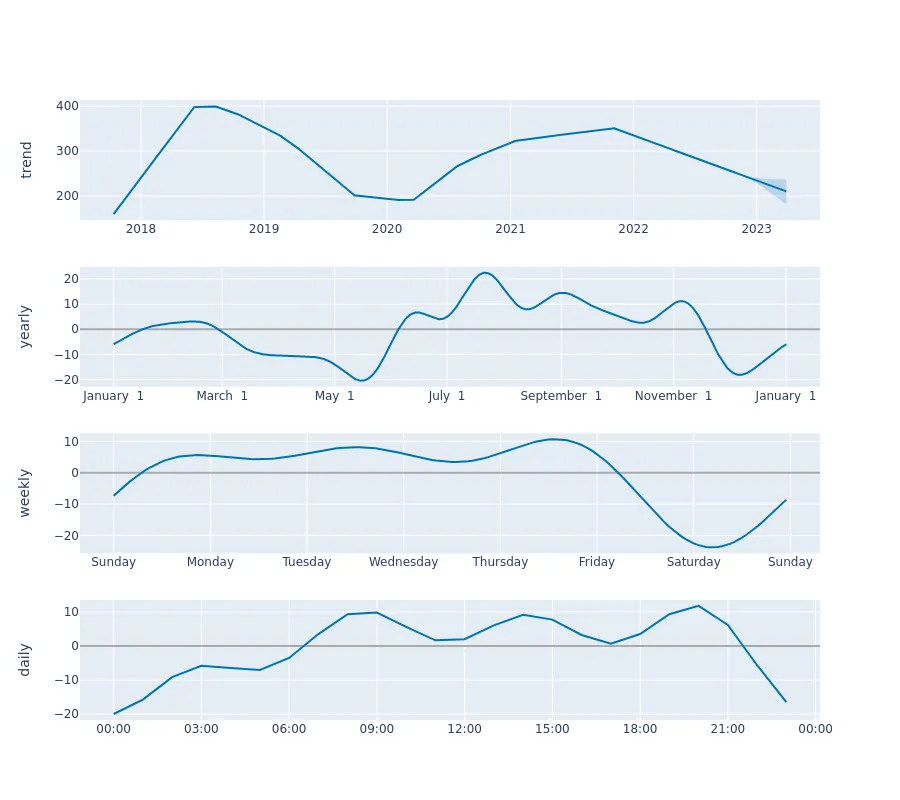 400
300
200
trend
2018 2019 2020 2021 2022 2023
20
10
0
−10
−20
yearly
January 1 March 1 May 1 July 1 September 1 November 1 January 1
10
0
−10
−20
weekly
Sunday Monday Tuesday Wednesday Thursday Friday Saturday Sunday
10
0
−10
−20
daily
00:00 03:00 06:00 09:00 12:00 15:00 18:00 21:00 00:00